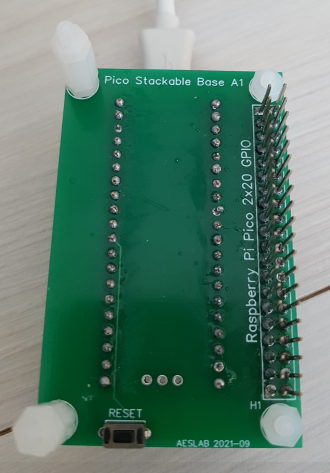 Pico Stackable Base A1
Raspberry Pi Pico 2x20 GPIO
H1
RESET
AESLAB 2021-09